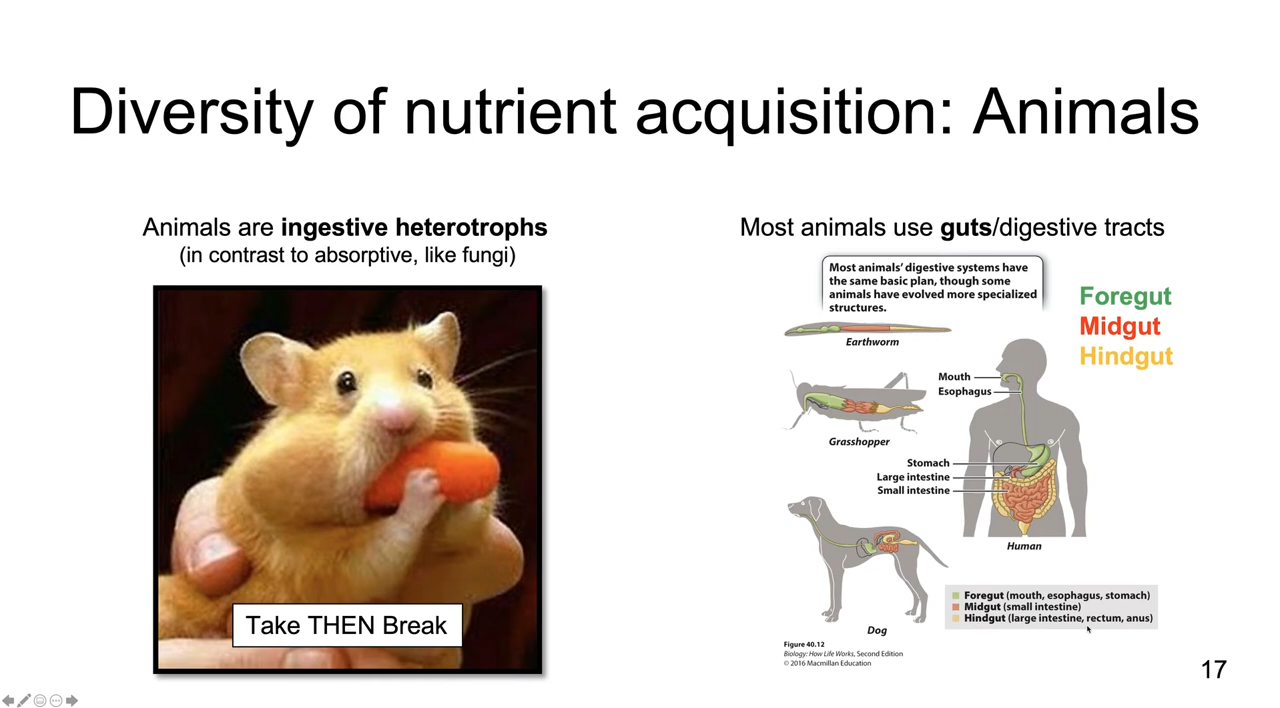 Diversity of nutrient acquisition: Animals
Animals are ingestive heterotrophs
(in contrast to absorptive, like fungi)
Take THEN Break
Most animals use guts/digestive tracts
Most animals’ digestive systems have
the same basic plan, though some
animals have evolved more specialized
structures.
Foregut
Midgut
Hindgut
Earthworm
Mouth
Esophagus
Grasshopper
Stomach
Large intestine
Small intestine
Human
Dog
Foregut (mouth, esophagus, stomach)
Midgut (small intestine)
Hindgut (large intestine, rectum, anus)
Figure 40.12
Biology: How Life Works, Second Edition
© 2016 Macmillan Education
17